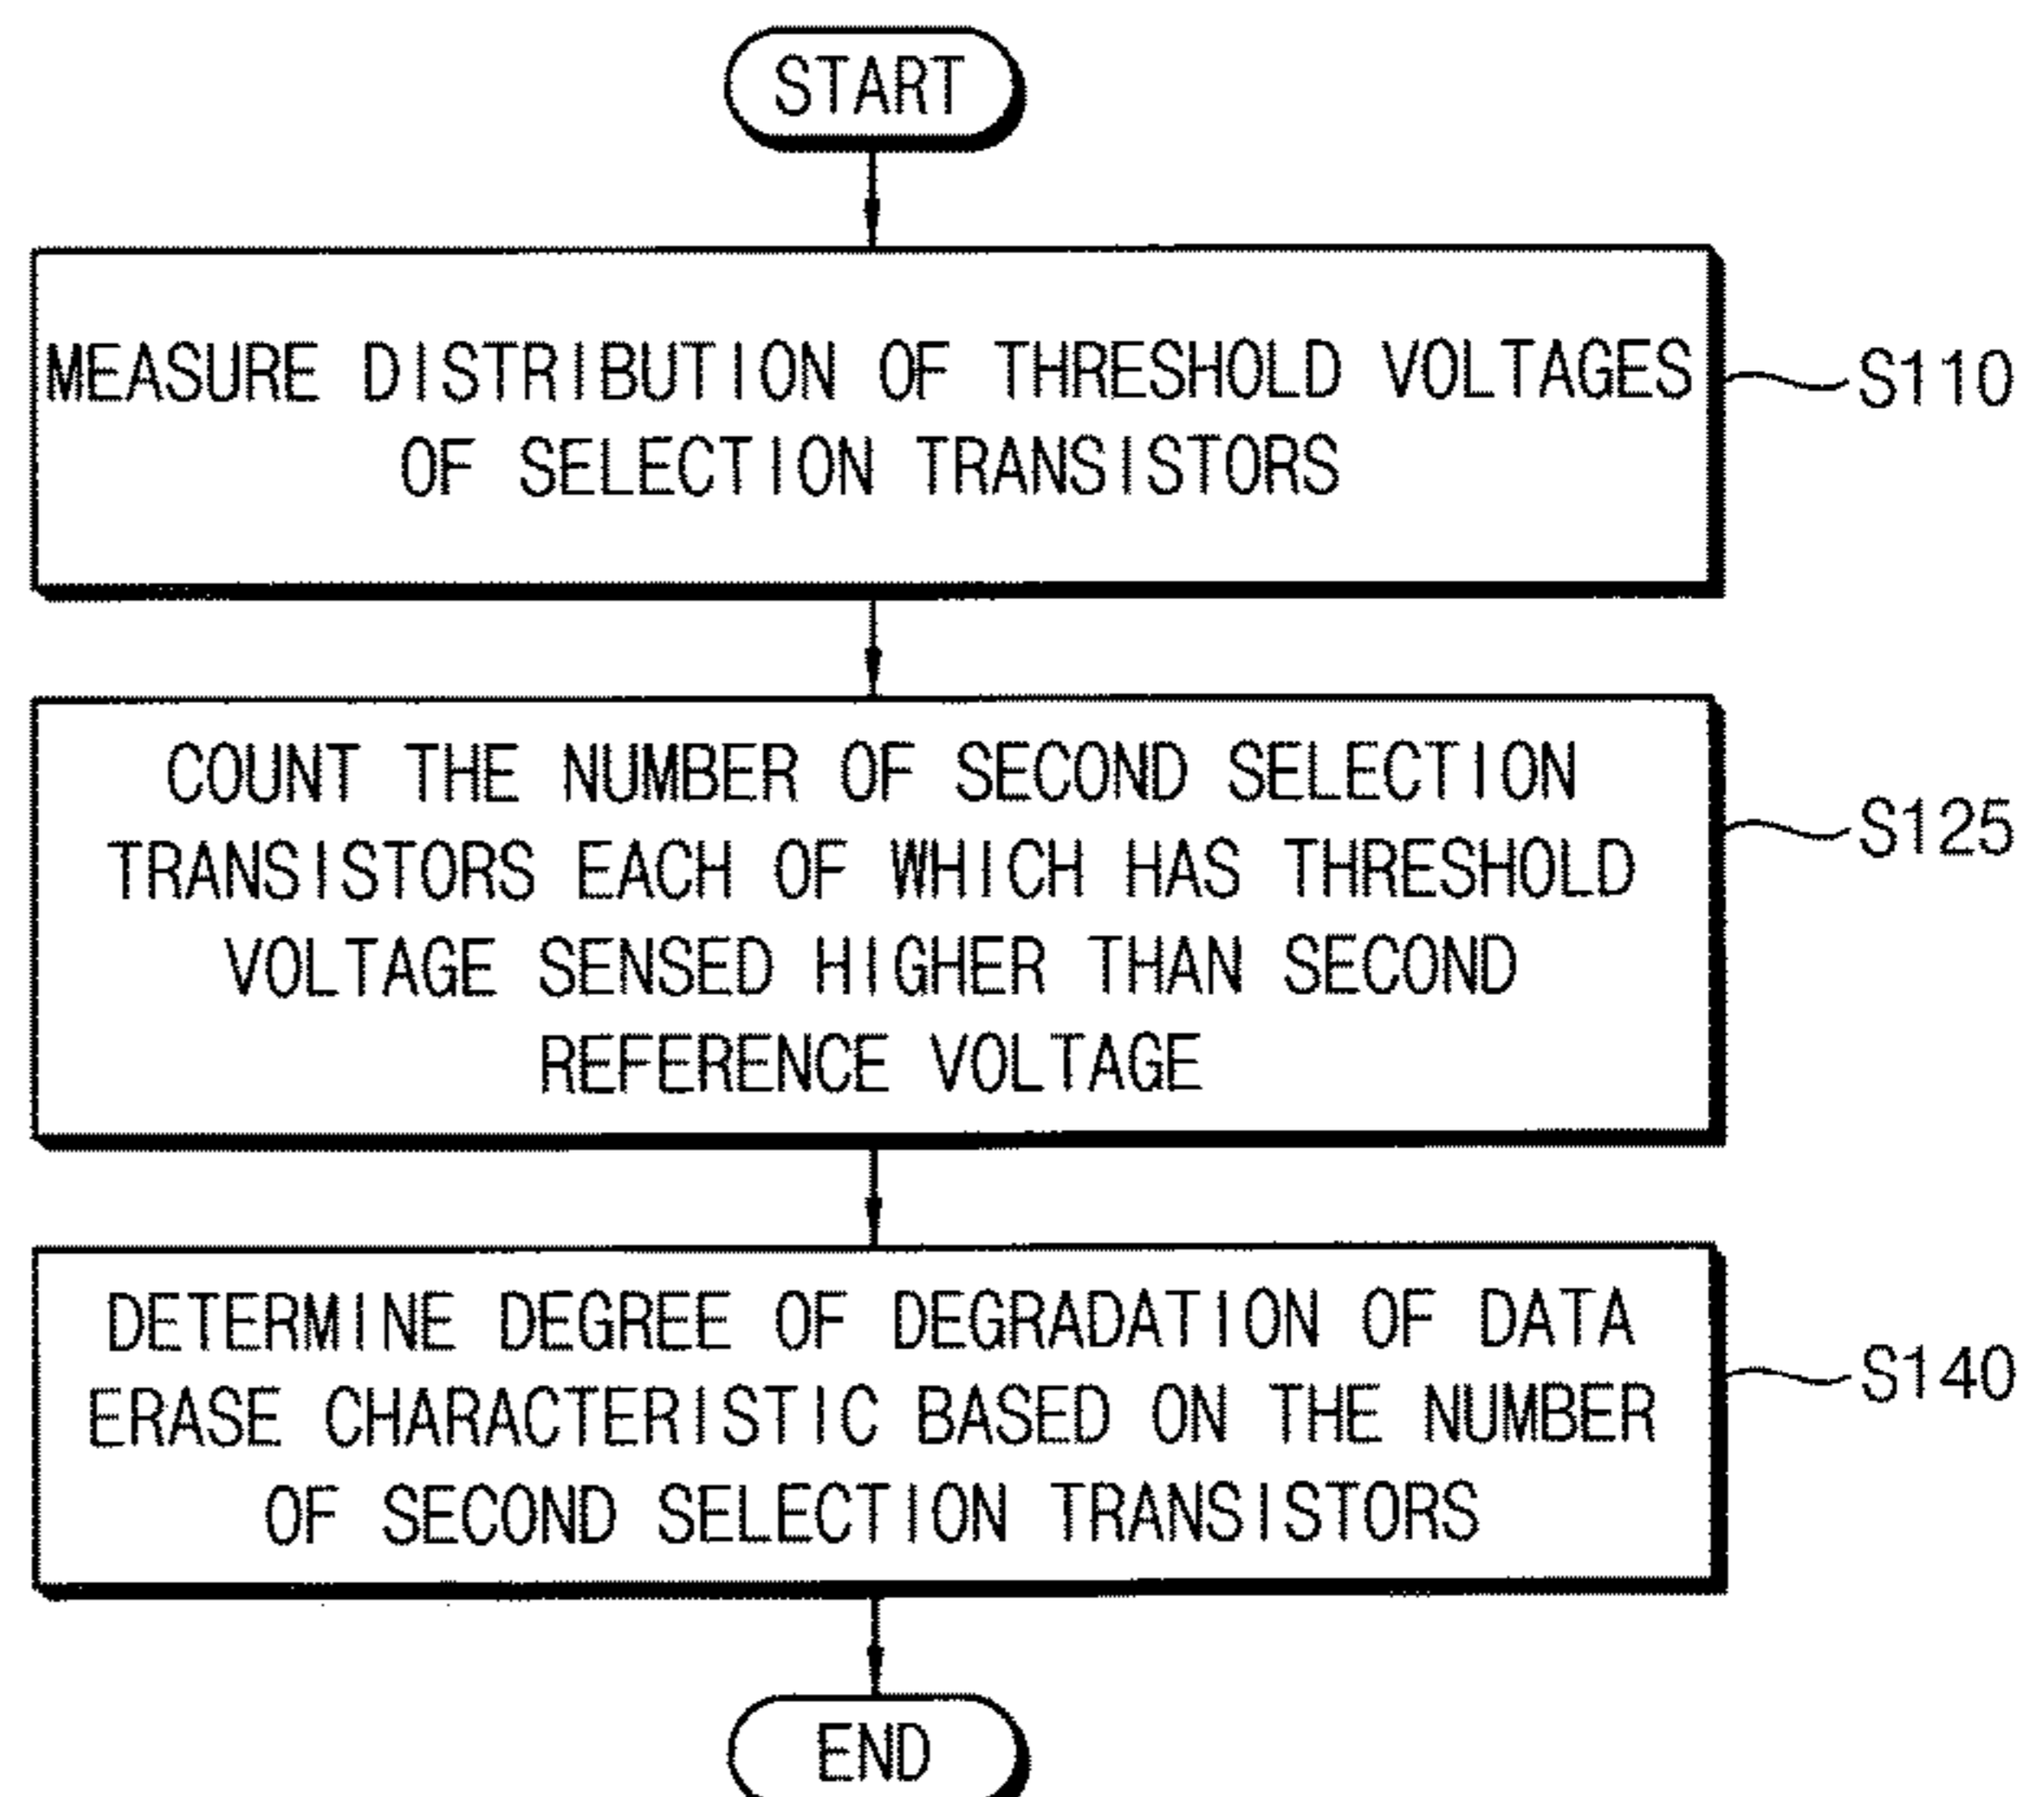 START
MEASURE DISTRIBUTION OF THRESHOLD VOLTAGES
OF SELECTION TRANSISTORS
S110
COUNT THE NUMBER OF SECOND SELECTION
TRANSISTORS EACH OF WHICH HAS THRESHOLD
VOLTAGE SENSED HIGHER THAN SECOND
REFERENCE VOLTAGE
S125
DETERMINE DEGREE OF DEGRADATION OF DATA
ERASE CHARACTERISTIC BASED ON THE NUMBER
OF SECOND SELECTION TRANSISTORS
S140
END